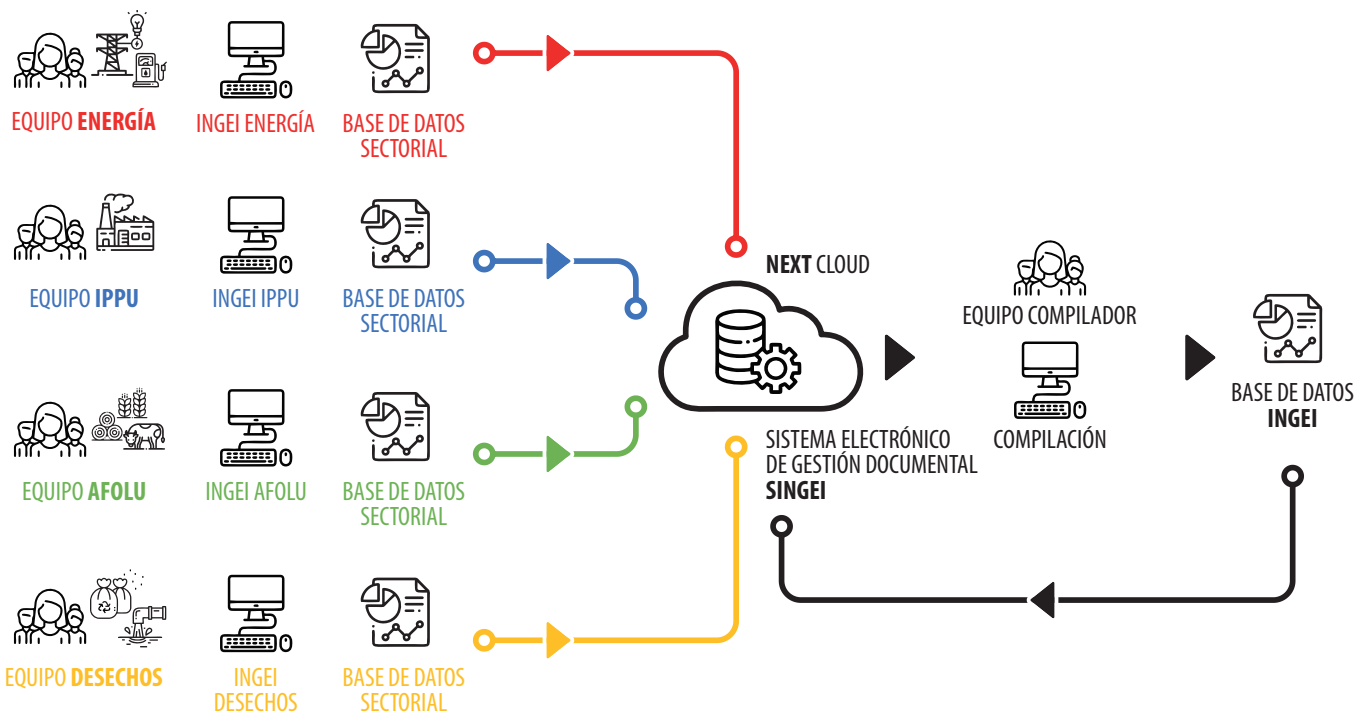 EQUIPO ENERGÍA
INGEI ENERGÍA
BASE DE DATOS
SECTORIAL
EQUIPO IPPU
INGEI IPPU
BASE DE DATOS
SECTORIAL
EQUIPO AFOLU
INGEI AFOLU
BASE DE DATOS
SECTORIAL
EQUIPO DESECHOS
INGEI
DESECHOS
BASE DE DATOS
SECTORIAL
NEXT CLOUD
SISTEMA ELECTRÓNICO
DE GESTIÓN DOCUMENTAL
SINGEI
EQUIPO COMPILADOR
COMPILACIÓN
BASE DE DATOS
INGEI